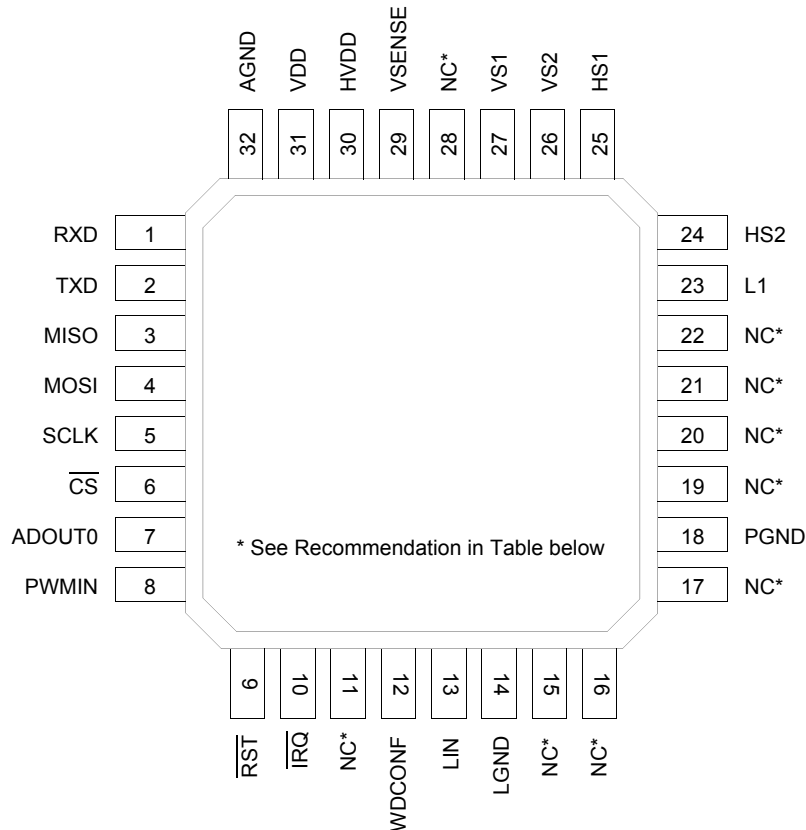 AGND
VDD
HVDD
VSENSE
NC*
VS1
VS2
HS1
32
31
30
29
28
27
26
25
RXD 1
TXD 2
MISO 3
MOSI 4
SCLK 5
C̅S̅ 6
ADOUT0 7
PWMIN 8
24 HS2
23 L1
22 NC*
21 NC*
20 NC*
19 NC*
18 PGND
17 NC*
* See Recommendation in Table below
9
10
11
12
13
14
15
16
R̅S̅T̅
I̅R̅Q̅
NC*
WDCONF
LIN
LGND
NC*
NC*